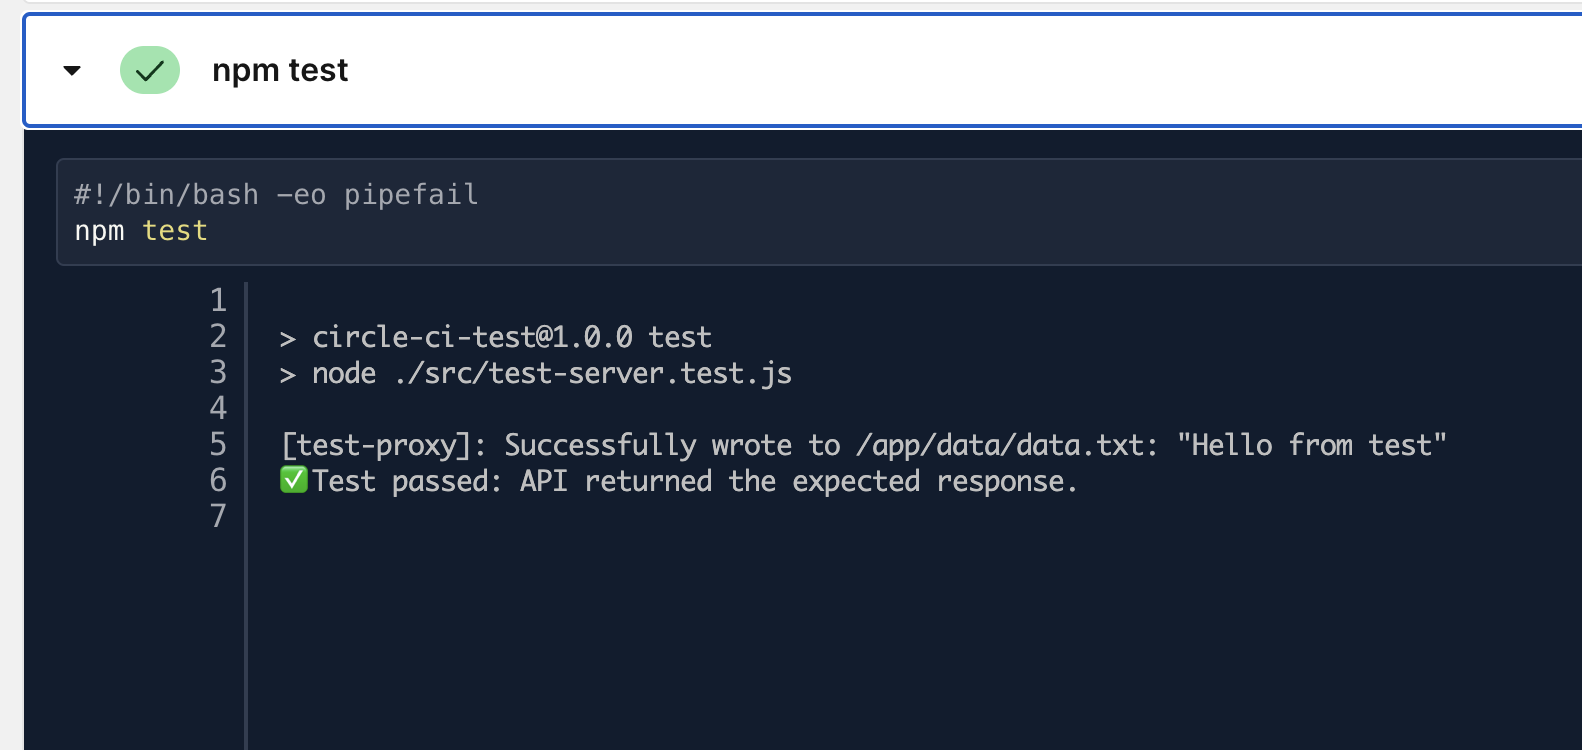 npm test
#!/bin/bash -eo pipefail
npm test
1
2 > circle-ci-test@1.0.0 test
3 > node ./src/test-server.test.js
4
5 [test-proxy]: Successfully wrote to /app/data/data.txt: "Hello from test"
6 ✅Test passed: API returned the expected response.
7